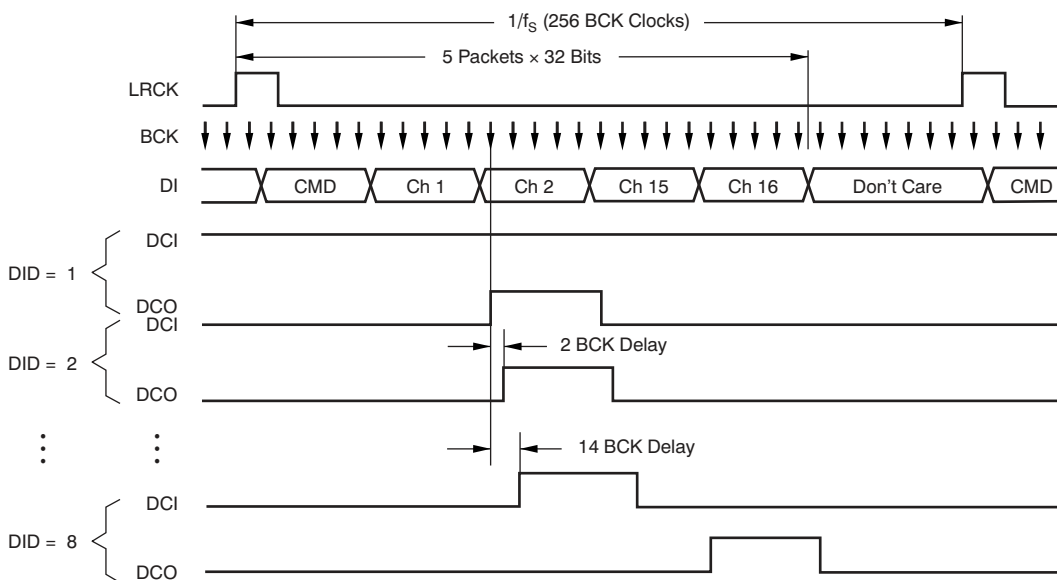 1/fS (256 BCK Clocks)
5 Packets × 32 Bits
LRCK
BCK
DI
CMD
Ch 1
Ch 2
Ch 15
Ch 16
Don't Care
CMD
DCI
DID = 1
DCO
DCI
DID = 2
2 BCK Delay
DCO
14 BCK Delay
DCI
DID = 8
DCO